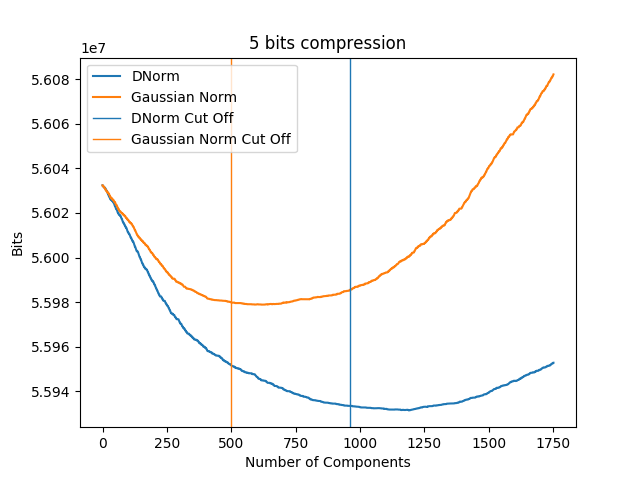 5 bits compression
1e7
DNorm
Gaussian Norm
DNorm Cut Off
Gaussian Norm Cut Off
5.608
5.606
5.604
5.602
5.600
5.598
5.596
5.594
Bits
0 250 500 750 1000 1250 1500 1750
Number of Components